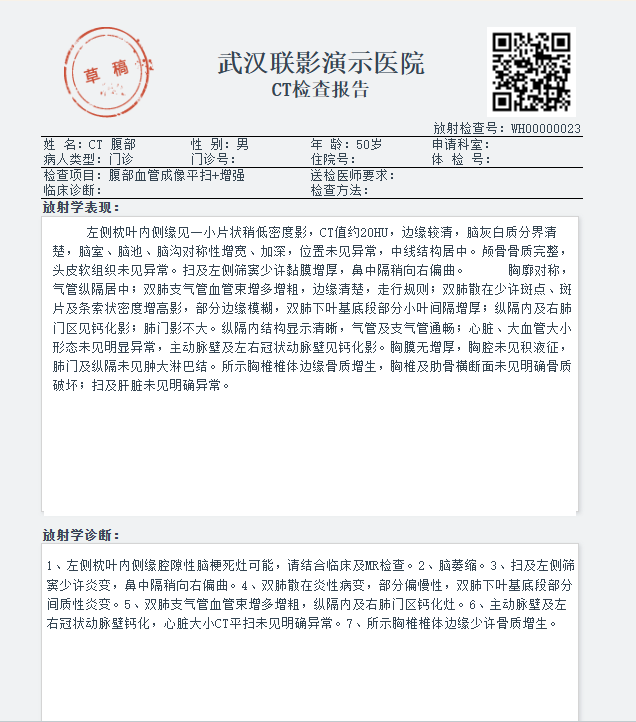 武汉联影演示医院
草稿
CT检查报告
放射检查号: WH00000023
姓 名: CT 腹部 性 别: 男 年 龄: 50岁 申请科室:
病人类型: 门诊 门诊号: 住院号: 体 检 号:
检查项目: 腹部血管成像平扫+增强 送检医师要求:
临床诊断: 检查方法:
放射学表现:
左侧枕叶内侧缘见一小片状稍低密度影，CT值约20HU，边缘较清，脑灰白质分界清
楚，脑室、脑池、脑沟对称性增宽、加深，位置未见异常，中线结构居中。颅骨骨质完整，
头皮软组织未见异常。扫及左侧筛窦少许黏膜增厚，鼻中隔稍向右偏曲。 胸廓对称，
气管纵隔居中；双肺支气管血管束增多增粗，边缘清楚，走行规则；双肺散在少许斑点、斑
片及条索状密度增高影，部分边缘模糊，双肺下叶基底段部分小叶间隔增厚；纵隔内及右肺
门区见钙化影；肺门影不大。纵隔内结构显示清晰，气管及支气管通畅；心脏、大血管大小
形态未见明显异常，主动脉壁及左右冠状动脉壁见钙化影。胸膜无增厚，胸腔未见积液征，
肺门及纵隔未见肿大淋巴结。所示胸椎椎体边缘骨质增生，胸椎及肋骨横断面未见明确骨质
破坏；扫及肝脏未见明确异常。
放射学诊断:
1、左侧枕叶内侧缘腔隙性脑梗死灶可能，请结合临床及MR检查。2、脑萎缩。3、扫及左侧筛
窦少许炎变，鼻中隔稍向右偏曲。4、双肺散在炎性病变，部分偏慢性，双肺下叶基底段部分
间质性炎变。5、双肺支气管血管束增多增粗，纵隔内及右肺门区钙化灶。6、主动脉壁及左
右冠状动脉壁钙化，心脏大小CT平扫未见明确异常。7、所示胸椎椎体边缘少许骨质增生。